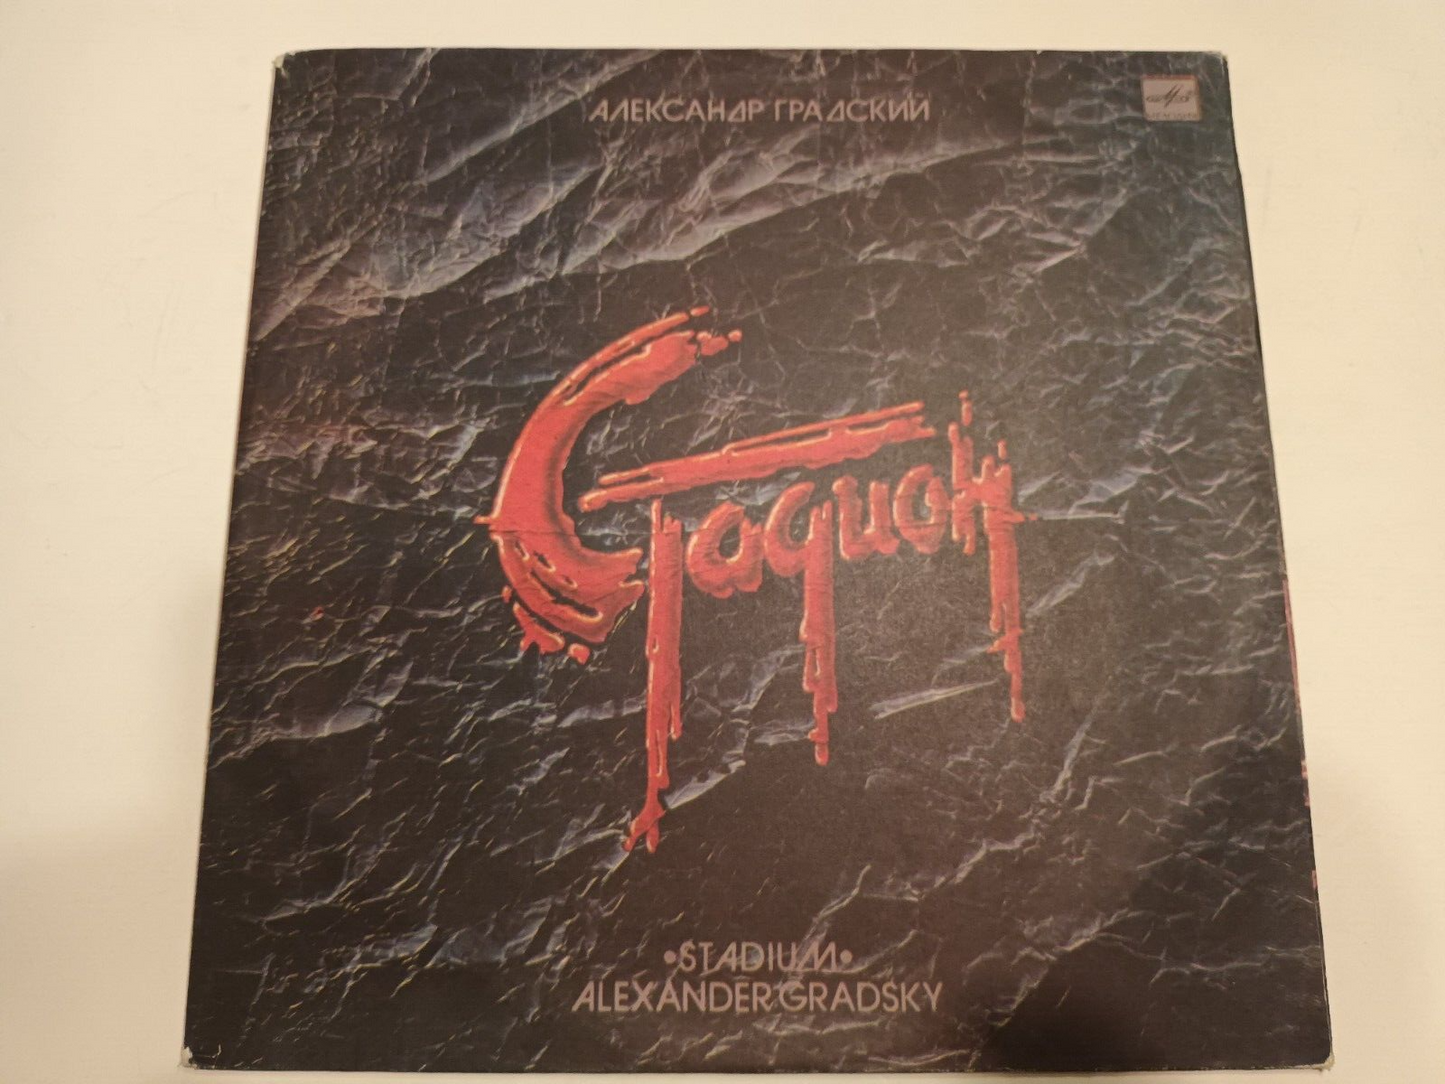 АЛЕКСАНДР ГРАДСКИЙ
Стадион
•STADIUM•
ALEXANDER GRADSKY